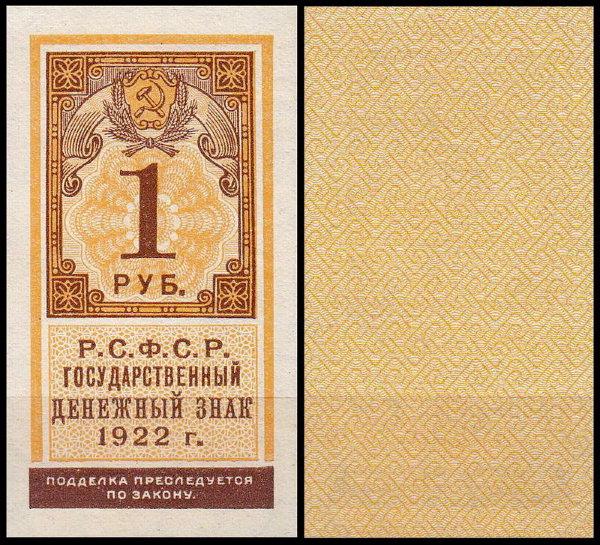 1
РУБ.
Р.С.Ф.С.Р.
ГОСУДАРСТВЕННЫЙ
ДЕНЕЖНЫЙ ЗНАК
1922 г.
ПОДДЕЛКА ПРЕСЛЕДУЕТСЯ
ПО ЗАКОНУ.